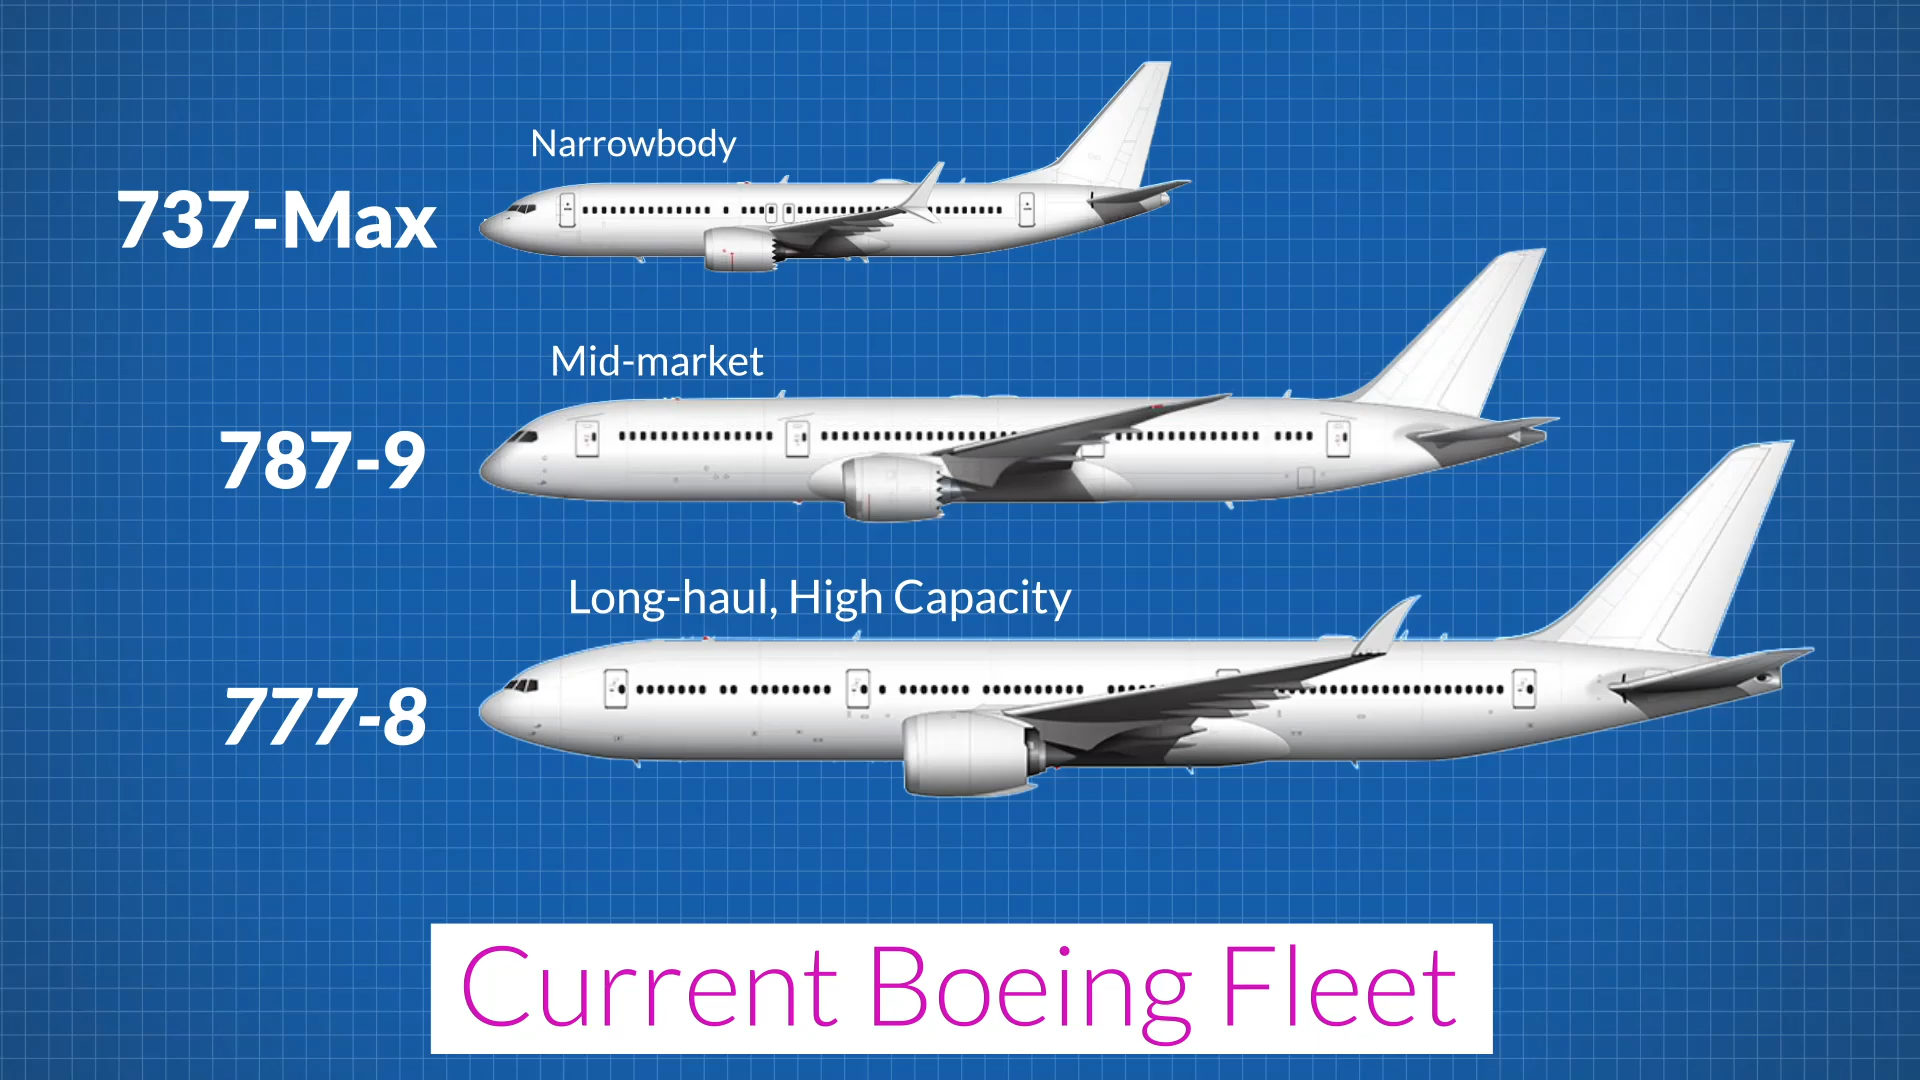 Narrowbody
737-Max
Mid-market
787-9
Long-haul, High Capacity
777-8
Current Boeing Fleet